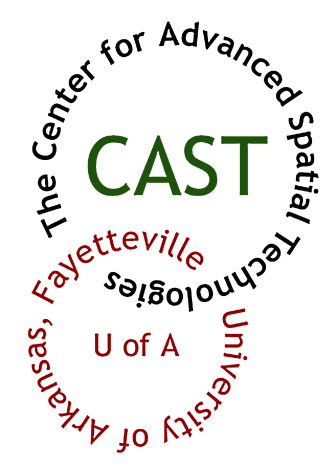 The Center for Advanced Spatial Technologies
CAST
University of Arkansas, Fayetteville
U of A